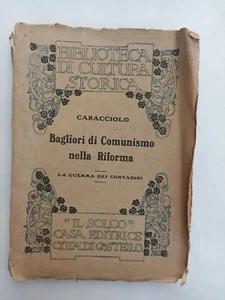 BIBLIOTECA
DI CULTURA
STORICA
CARACCIOLO
Bagliori di Comunismo
nella Riforma
LA GUERRA DEI CONTADINI
"IL SOLCO"
CASA EDITRICE
CITTÀ DI CASTELLO